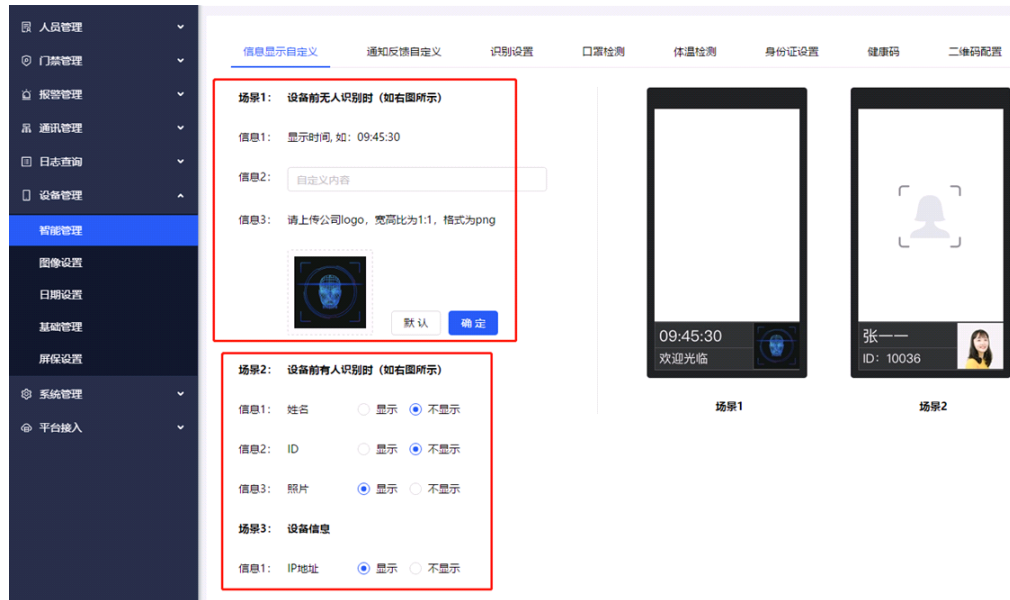 人员管理
门禁管理
报警管理
通讯管理
日志查询
设备管理
智能管理
图像设置
日期设置
基础管理
屏保设置
系统管理
平台接入
信息显示自定义 通知反馈自定义 识别设置 口罩检测 体温检测 身份证设置 健康码 二维码配置
场景1： 设备前无人识别时（如右图所示）
信息1： 显示时间, 如：09:45:30
信息2： 自定义内容
信息3： 请上传公司logo，宽高比为1:1，格式为png
默认 确定
场景2： 设备前有人识别时（如右图所示）
信息1： 姓名 显示 不显示
信息2： ID 显示 不显示
信息3： 照片 显示 不显示
场景3： 设备信息
信息1： IP地址 显示 不显示
09:45:30
欢迎光临
场景1
张一一
ID：10036
场景2